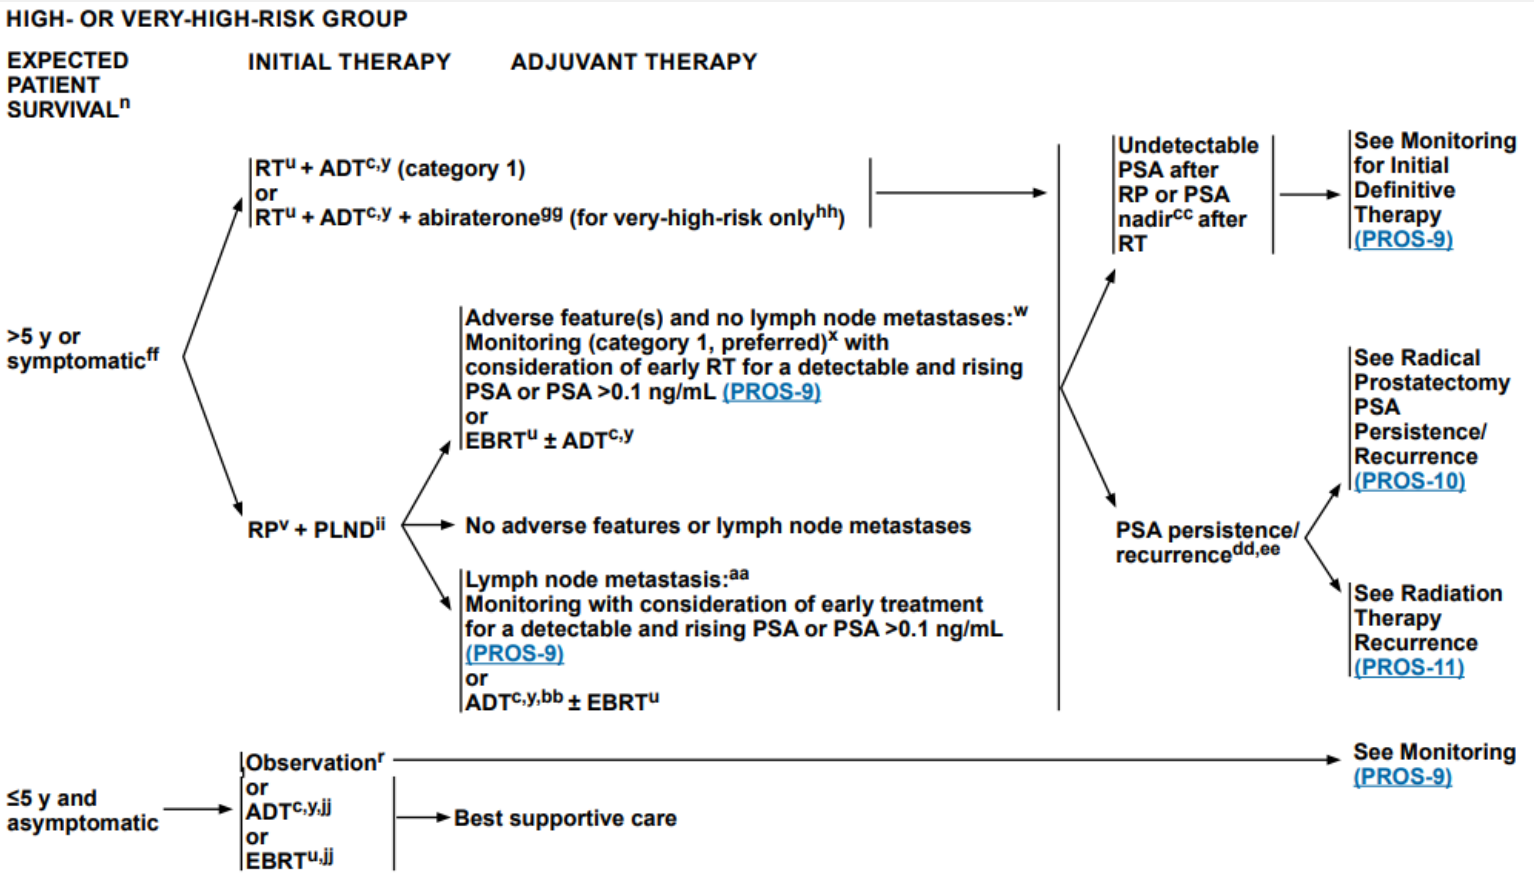 HIGH- OR VERY-HIGH-RISK GROUP
EXPECTED
PATIENT
SURVIVALn
INITIAL THERAPY
ADJUVANT THERAPY
>5 y or
symptomaticff
RTu + ADTc,y (category 1)
or
RTu + ADTc,y + abirateronegg (for very-high-risk onlyhh)
RPv + PLNDii
Adverse feature(s) and no lymph node metastases:w
Monitoring (category 1, preferred)x with
consideration of early RT for a detectable and rising
PSA or PSA >0.1 ng/mL (PROS-9)
or
EBRTu ± ADTc,y
No adverse features or lymph node metastases
Lymph node metastasis:aa
Monitoring with consideration of early treatment
for a detectable and rising PSA or PSA >0.1 ng/mL
(PROS-9)
or
ADTc,y,bb ± EBRTu
Undetectable
PSA after
RP or PSA
nadircc after
RT
See Monitoring
for Initial
Definitive
Therapy
(PROS-9)
PSA persistence/
recurrencedd,ee
See Radical
Prostatectomy
PSA
Persistence/
Recurrence
(PROS-10)
See Radiation
Therapy
Recurrence
(PROS-11)
≤5 y and
asymptomatic
Observationr
or
ADTc,y,jj
or
EBRTu,jj
Best supportive care
See Monitoring
(PROS-9)